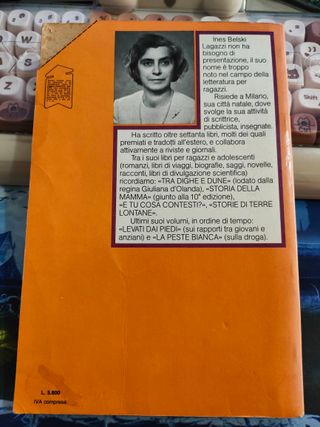 Ines Belski
Lagazzi non ha
bisogno di
presentazione, il suo
nome è troppo
noto nel campo della
letteratura per
ragazzi.
Risiede a Milano,
sua città natale, dove
svolge la sua attività
di scrittrice,
pubblicista, insegnate.
Ha scritto oltre settanta libri, molti dei quali
premiati e tradotti all'estero, e collabora
attivamente a riviste e giornali.
Tra i suoi libri per ragazzi e adolescenti
(romanzi, libri di viaggi, biografie, saggi, novelle,
racconti, libri di divulgazione scientifica)
ricordiamo: «TRA DIGHE E DUNE» (lodato dalla
regina Giuliana d'Olanda), «STORIA DELLA
MAMMA» (giunto alla 10ª edizione),
«E TU COSA CONTESTI?», «STORIE DI TERRE
LONTANE».
Ultimi suoi volumi, in ordine di tempo:
«LEVATI DAI PIEDI» (sui rapporti tra giovani e
anziani) e «LA PESTE BIANCA» (sulla droga).
L. 5.800
IVA compresa